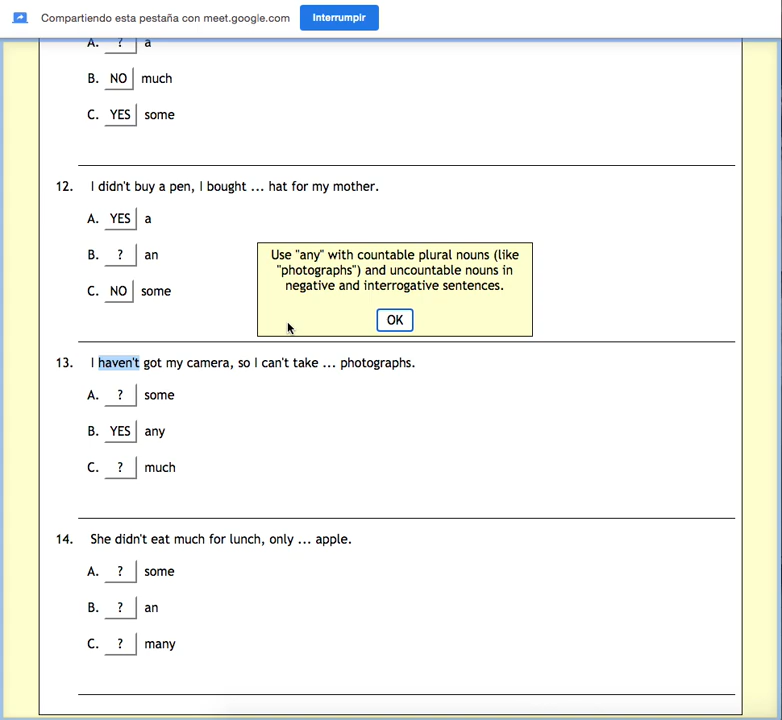 Compartiendo esta pestaña con meet.google.com Interrumpir
A. ? a
B. NO much
C. YES some
12. I didn't buy a pen, I bought ... hat for my mother.
A. YES a
B. ? an
C. NO some
Use "any" with countable plural nouns (like
"photographs") and uncountable nouns in
negative and interrogative sentences.
OK
13. I haven't got my camera, so I can't take ... photographs.
A. ? some
B. YES any
C. ? much
14. She didn't eat much for lunch, only ... apple.
A. ? some
B. ? an
C. ? many